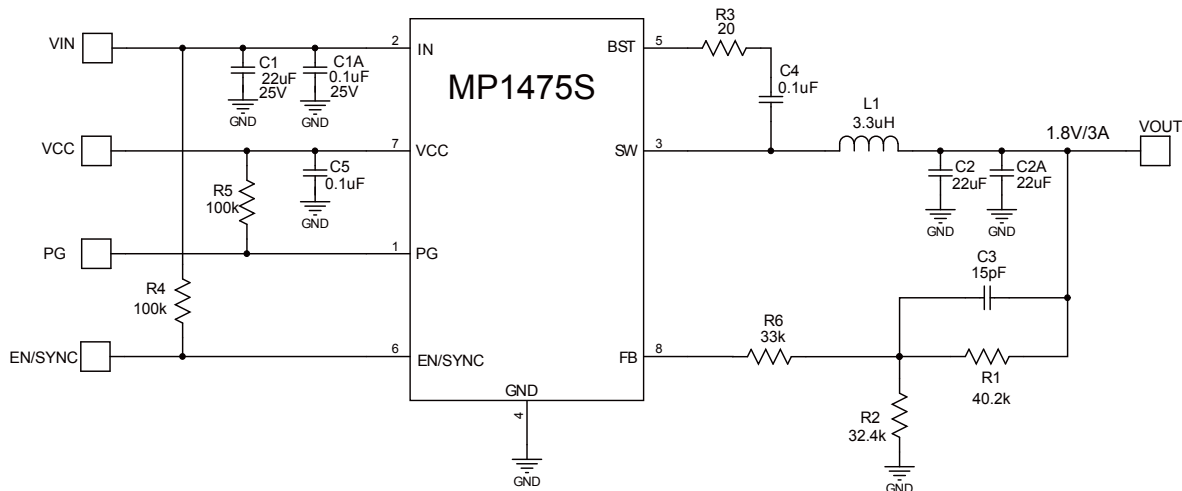 VIN
VCC
PG
EN/SYNC
C1
22uF
25V
GND
C1A
0.1uF
25V
GND
R5
100k
C5
0.1uF
GND
R4
100k
MP1475S
2
IN
7
VCC
1
PG
6
EN/SYNC
GND
4
GND
BST
5
SW
3
FB
8
R3
20
C4
0.1uF
L1
3.3uH
1.8V/3A
VOUT
C2
22uF
GND
C2A
22uF
GND
C3
15pF
R6
33k
R1
40.2k
R2
32.4k
GND